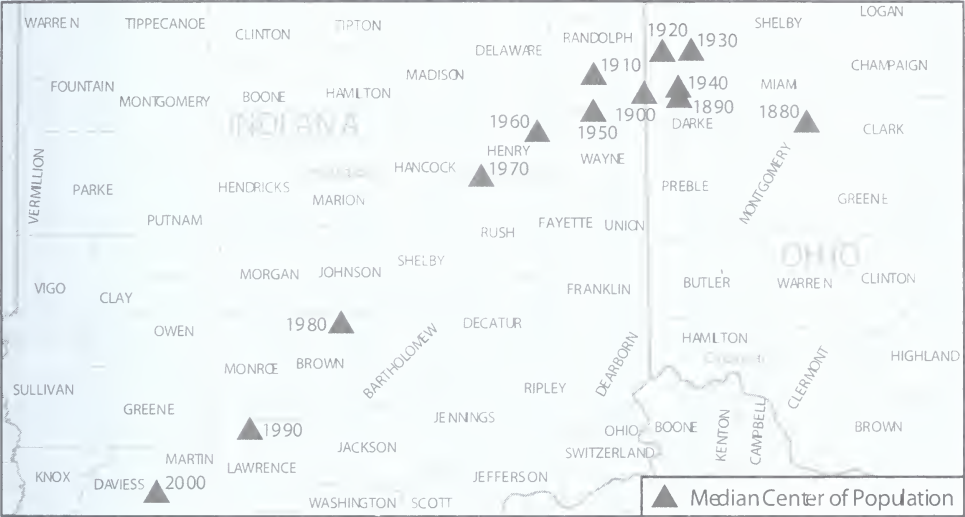 WARREN
TIPPECANOE
CLINTON
TIPTON
DELAWARE
RANDOLPH
1920
1930
SHELBY
LOGAN
FOUNTAIN
MONTGOMERY
BOONE
HAMILTON
MADISON
1910
1940
1890
1900
DARKE
MIAMI
CHAMPAIGN
INDIANA
1960
HENRY
1950
WAYNE
1880
CLARK
VERMILLION
PARKE
HENDRICKS
MARION
HANCOCK
1970
PREBLE
MONTGOMERY
GREENE
PUTNAM
RUSH
FAYETTE
UNION
OHIO
MORGAN
JOHNSON
SHELBY
VIGO
CLAY
FRANKLIN
BUTLER
WARREN
CLINTON
OWEN
1980
BARTHOLOMEW
DECATUR
DEARBORN
HAMILTON
CLERMONT
HIGHLAND
MONROE
BROWN
SULLIVAN
GREENE
RIPLEY
1990
JENNINGS
OHIO
BOONE
KENTON
CAMPBELL
BROWN
JACKSON
SWITZERLAND
MARTIN
LAWRENCE
KNOX
DAVIESS
2000
JEFFERSON
WASHINGTON
SCOTT
Median Center of Population